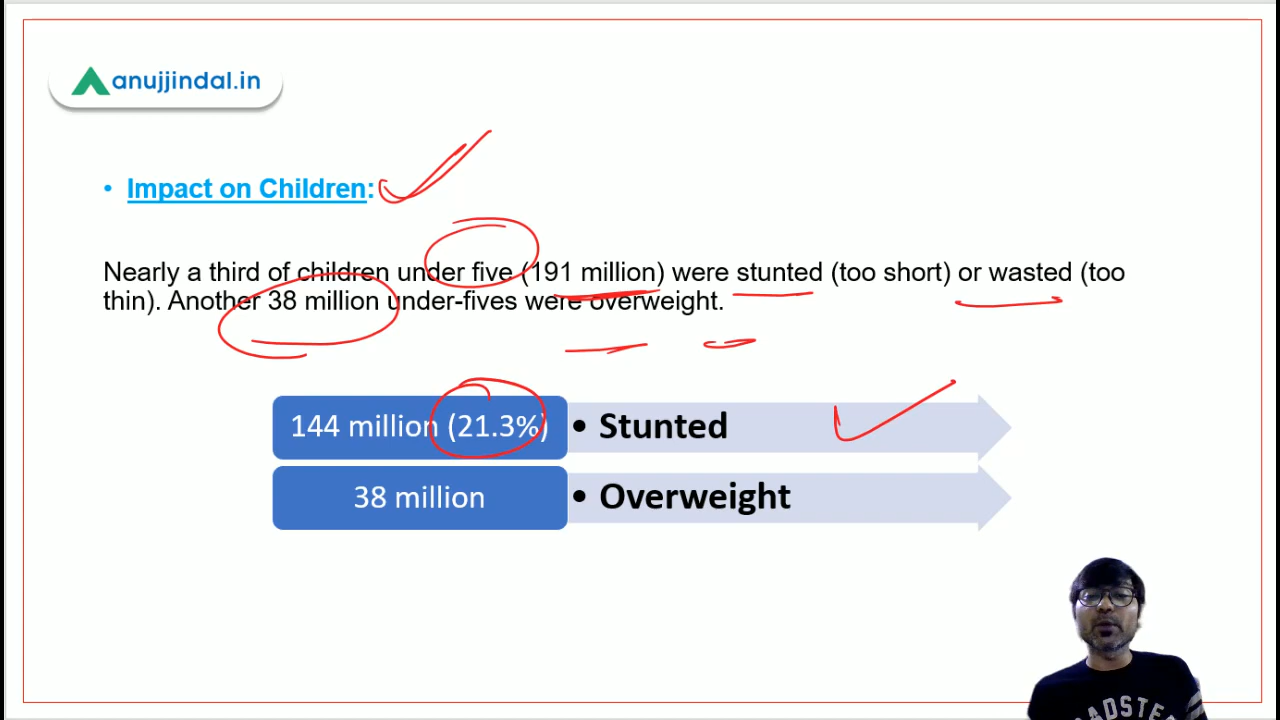 anujjindal.in
• Impact on Children:
Nearly a third of children under five (191 million) were stunted (too short) or wasted (too
thin). Another 38 million under-fives were overweight.
144 million (21.3%)
• Stunted
38 million
• Overweight